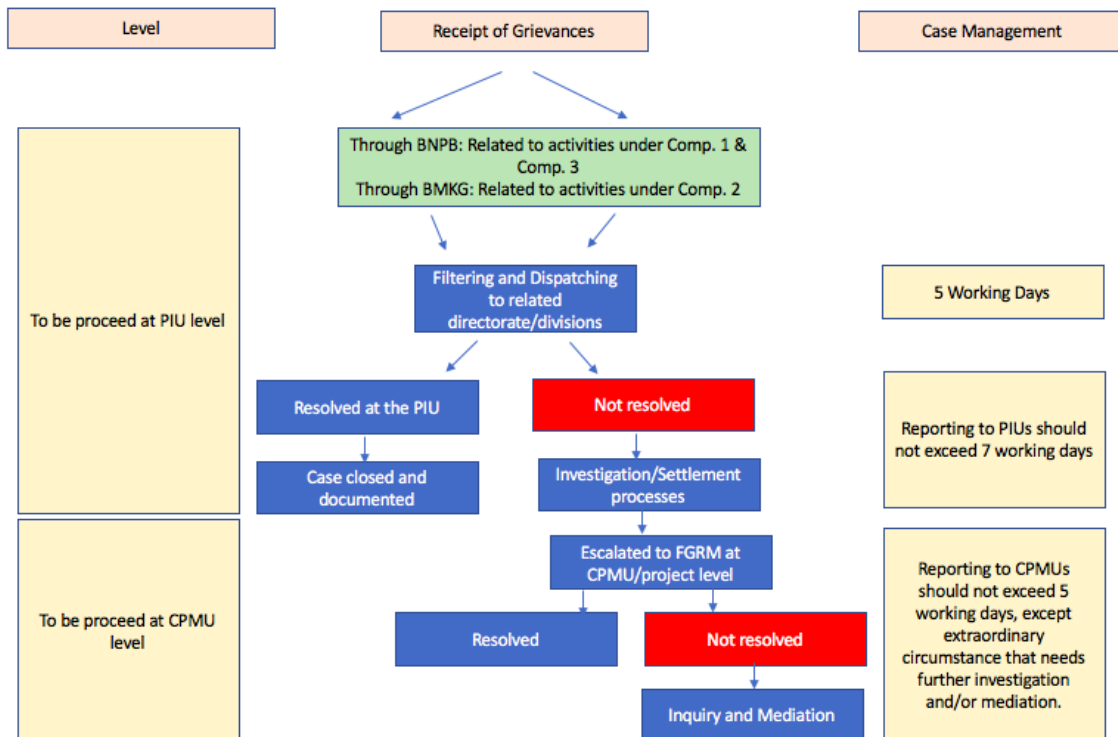 Level
Receipt of Grievances
Case Management
Through BNPB: Related to activities under Comp. 1 &
Comp. 3
Through BMKG: Related to activities under Comp. 2
Filtering and Dispatching
to related
directorate/divisions
5 Working Days
To be proceed at PIU level
Resolved at the PIU
Not resolved
Reporting to PIUs should
not exceed 7 working days
Case closed and
documented
Investigation/Settlement
processes
Escalated to FGRM at
CPMU/project level
To be proceed at CPMU
level
Resolved
Not resolved
Reporting to CPMUs
should not exceed 5
working days, except
extraordinary
circumstance that needs
further investigation
and/or mediation.
Inquiry and Mediation